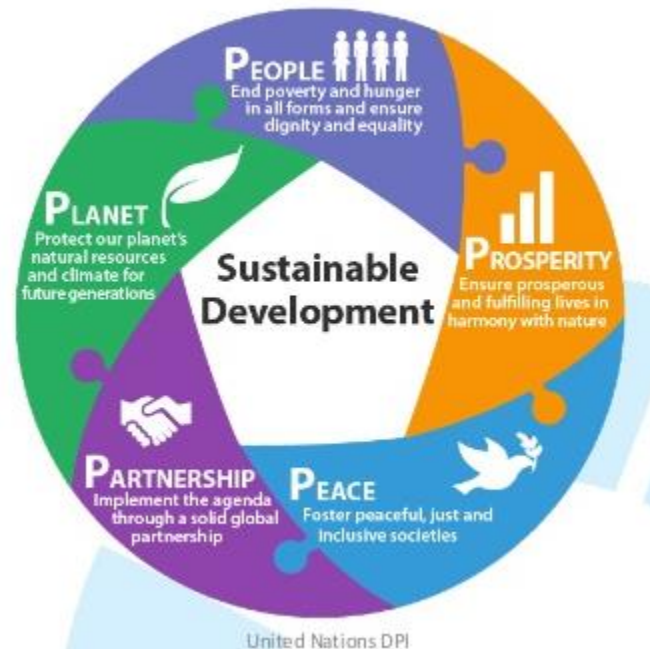 PEOPLE
End poverty and hunger
in all forms and ensure
dignity and equality
PLANET
Protect our planet's
natural resources
and climate for
future generations
Sustainable
Development
PROSPERITY
Ensure prosperous
and fulfilling lives in
harmony with nature
PARTNERSHIP
Implement the agenda
through a solid global
partnership
PEACE
Foster peaceful, just and
inclusive societies
United Nations DPI